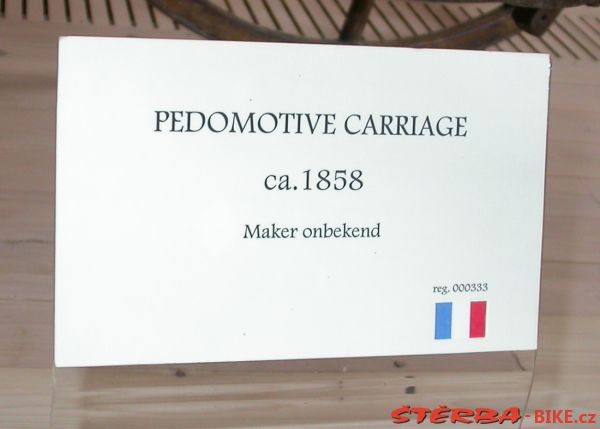 PEDOMOTIVE CARRIAGE
ca.1858
Maker onbekend
reg. 000333
ŠTĚRBA-BIKE.cz